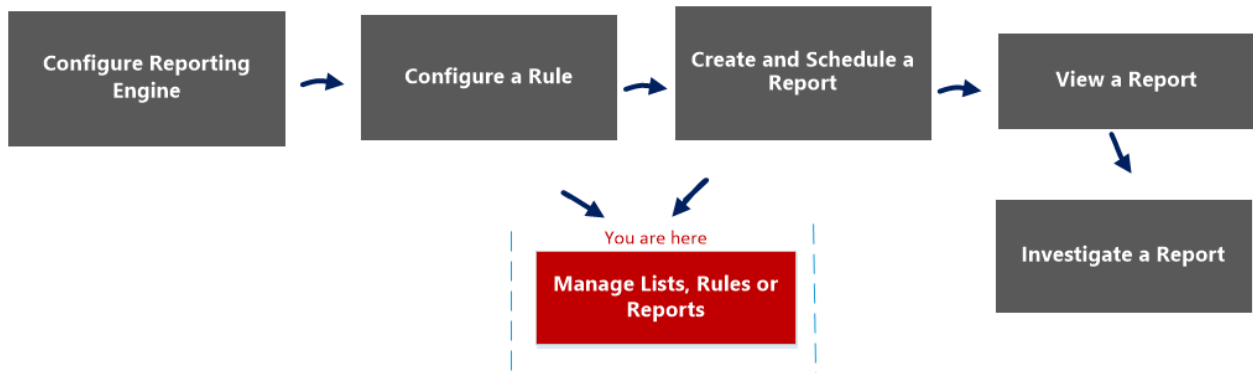 Configure Reporting
Engine
Configure a Rule
Create and Schedule a
Report
View a Report
You are here
Manage Lists, Rules or
Reports
Investigate a Report